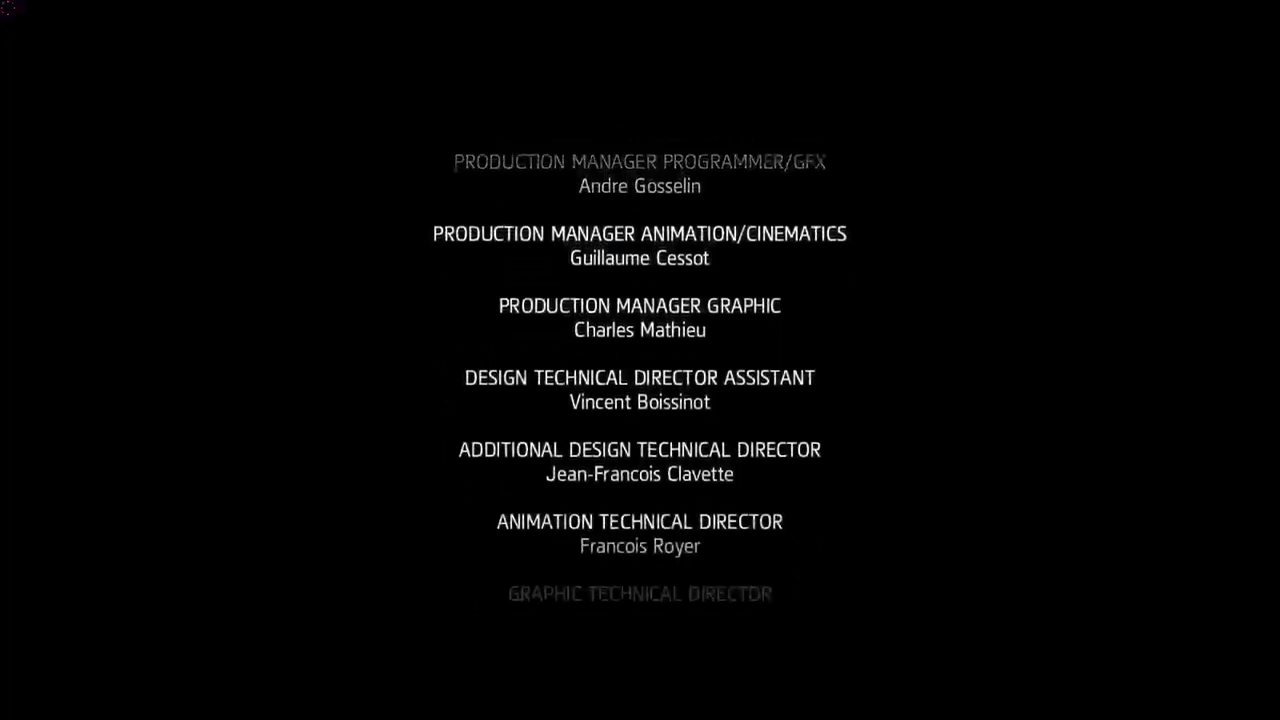 PRODUCTION MANAGER PROGRAMMER/GFX
Andre Gosselin
PRODUCTION MANAGER ANIMATION/CINEMATICS
Guillaume Cessot
PRODUCTION MANAGER GRAPHIC
Charles Mathieu
DESIGN TECHNICAL DIRECTOR ASSISTANT
Vincent Boissinot
ADDITIONAL DESIGN TECHNICAL DIRECTOR
Jean-Francois Clavette
ANIMATION TECHNICAL DIRECTOR
Francois Royer
GRAPHIC TECHNICAL DIRECTOR